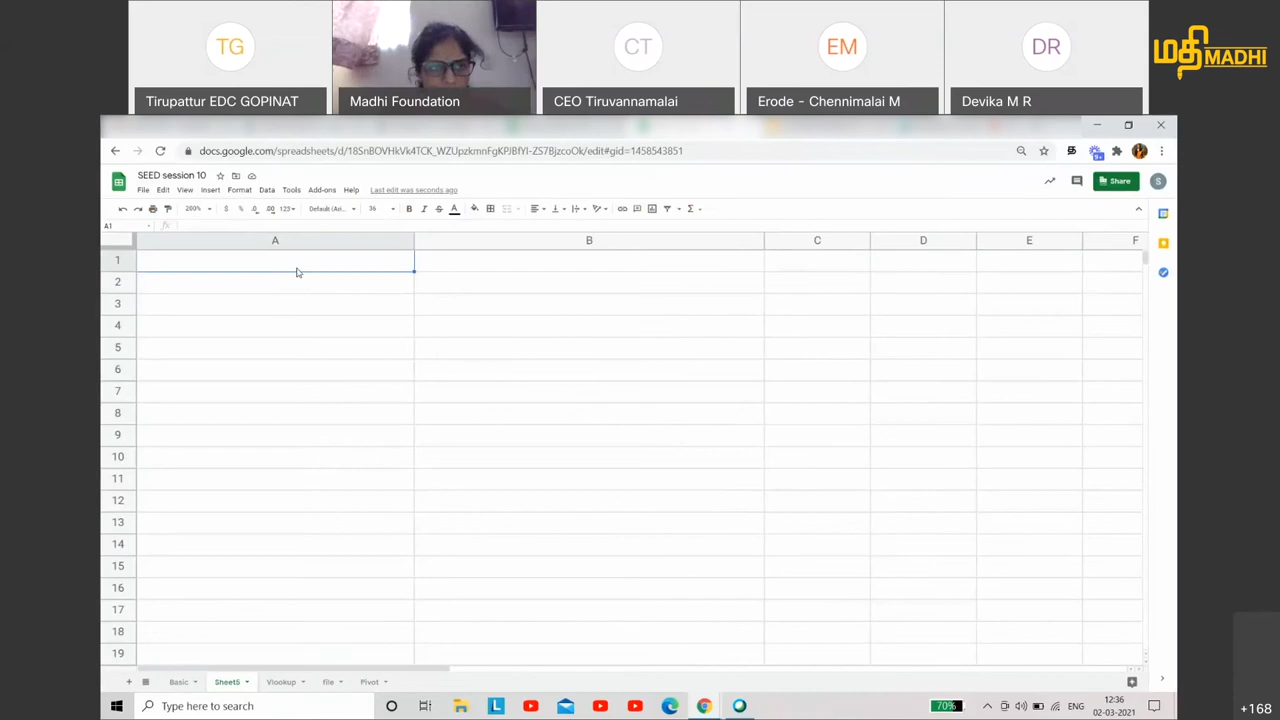 TG
CT
EM
DR
மதி MADHI
Tirupattur EDC GOPINAT
Madhi Foundation
CEO Tiruvannamalai
Erode - Chennimalai M
Devika M R
docs.google.com/spreadsheets/d/18SnBOVHkVk4TCK_WZUpzkmnFgKPJBfYI-ZS7BjzcoOk/edit#gid=1458543851
SEED session 10
File Edit View Insert Format Data Tools Add-ons Help Last edit was seconds ago
Share
S
200% $ % .0 .00 123 Default (Ari... 36 B I S A
A1 fx
A B C D E F
1
2
3
4
5
6
7
8
9
10
11
12
13
14
15
16
17
18
19
Basic Sheet5 Vlookup file Pivot
Type here to search
70%
ENG
12:36
02-03-2021
+168